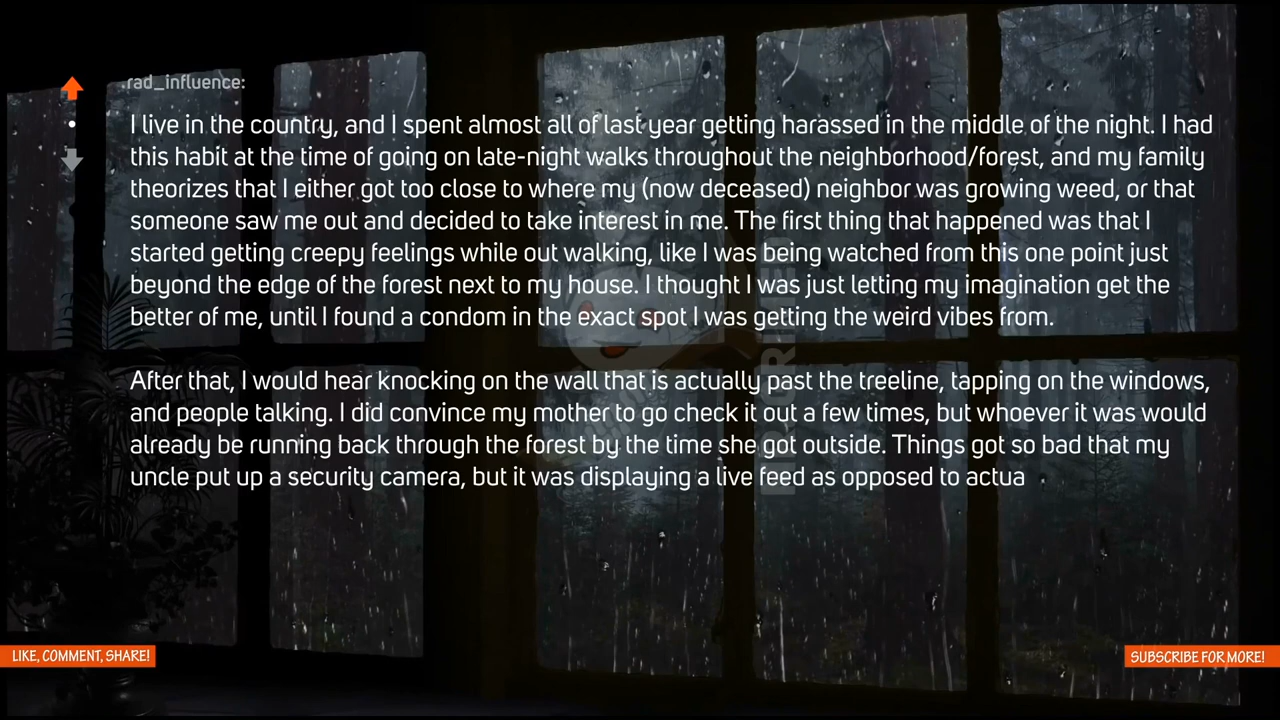 rad_influence:
I live in the country, and I spent almost all of last year getting harassed in the middle of the night. I had
this habit at the time of going on late-night walks throughout the neighborhood/forest, and my family
theorizes that I either got too close to where my (now deceased) neighbor was growing weed, or that
someone saw me out and decided to take interest in me. The first thing that happened was that I
started getting creepy feelings while out walking, like I was being watched from this one point just
beyond the edge of the forest next to my house. I thought I was just letting my imagination get the
better of me, until I found a condom in the exact spot I was getting the weird vibes from.
After that, I would hear knocking on the wall that is actually past the treeline, tapping on the windows,
and people talking. I did convince my mother to go check it out a few times, but whoever it was would
already be running back through the forest by the time she got outside. Things got so bad that my
uncle put up a security camera, but it was displaying a live feed as opposed to actua
LIKE, COMMENT, SHARE!
SUBSCRIBE FOR MORE!